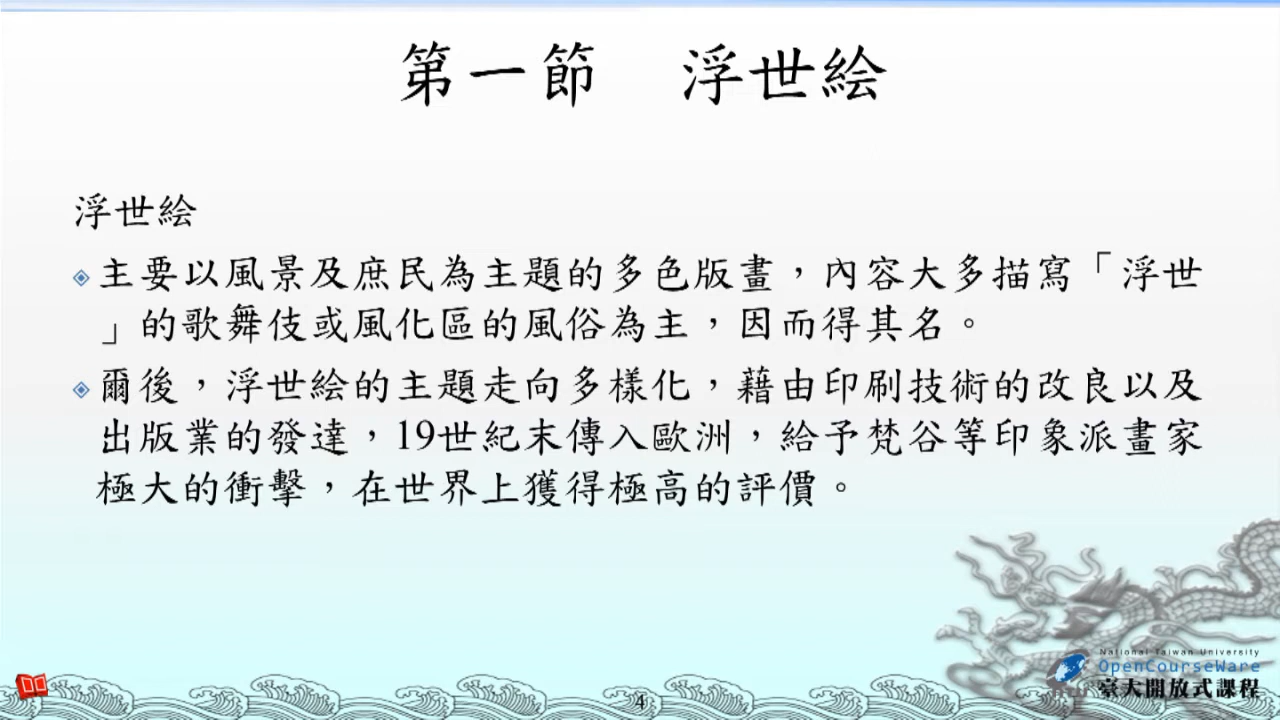 第一節　浮世絵
浮世絵
主要以風景及庶民為主題的多色版畫，內容大多描寫「浮世
」的歌舞伎或風化區的風俗為主，因而得其名。
爾後，浮世絵的主題走向多樣化，藉由印刷技術的改良以及
出版業的發達，19世紀末傳入歐洲，給予梵谷等印象派畫家
極大的衝擊，在世界上獲得極高的評價。
National Taiwan University
OpenCourseWare
臺大開放式課程
4